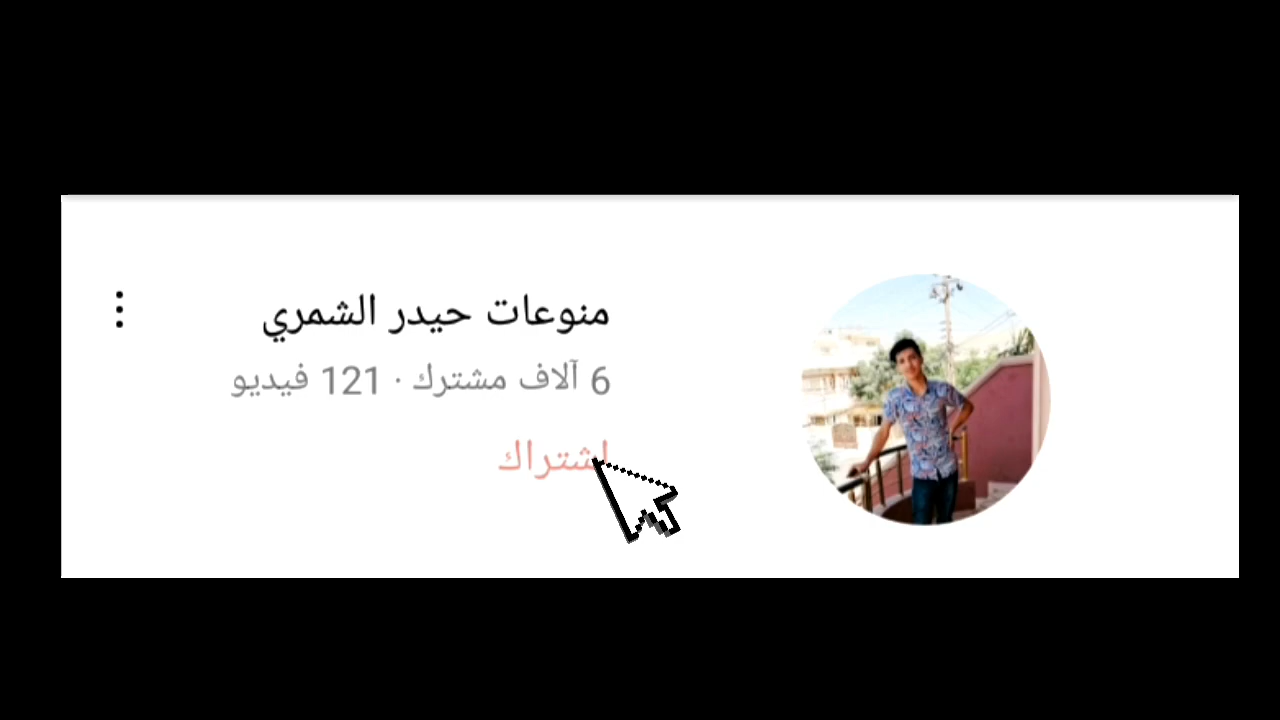 منوعات حيدر الشمري
6 آلاف مشترك · 121 فيديو
اشتراك